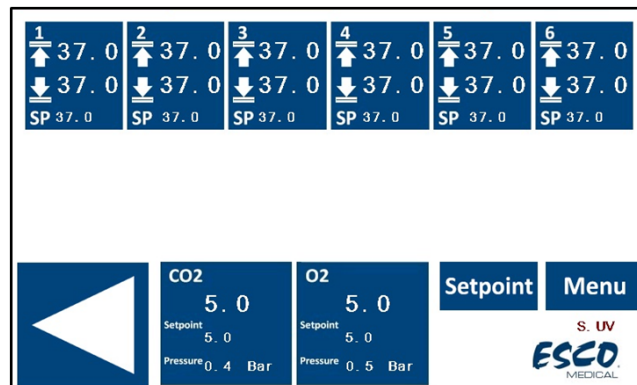 1 2 3 4 5 6
37.0 37.0 37.0 37.0 37.0 37.0
37.0 37.0 37.0 37.0 37.0 37.0
SP 37.0 SP 37.0 SP 37.0 SP 37.0 SP 37.0 SP 37.0
CO2 O2
5.0 5.0
Setpoint Menu
Setpoint Setpoint
5.0 5.0
S. UV
Pressure 0.4 Bar Pressure 0.5 Bar
ESCO
MEDICAL